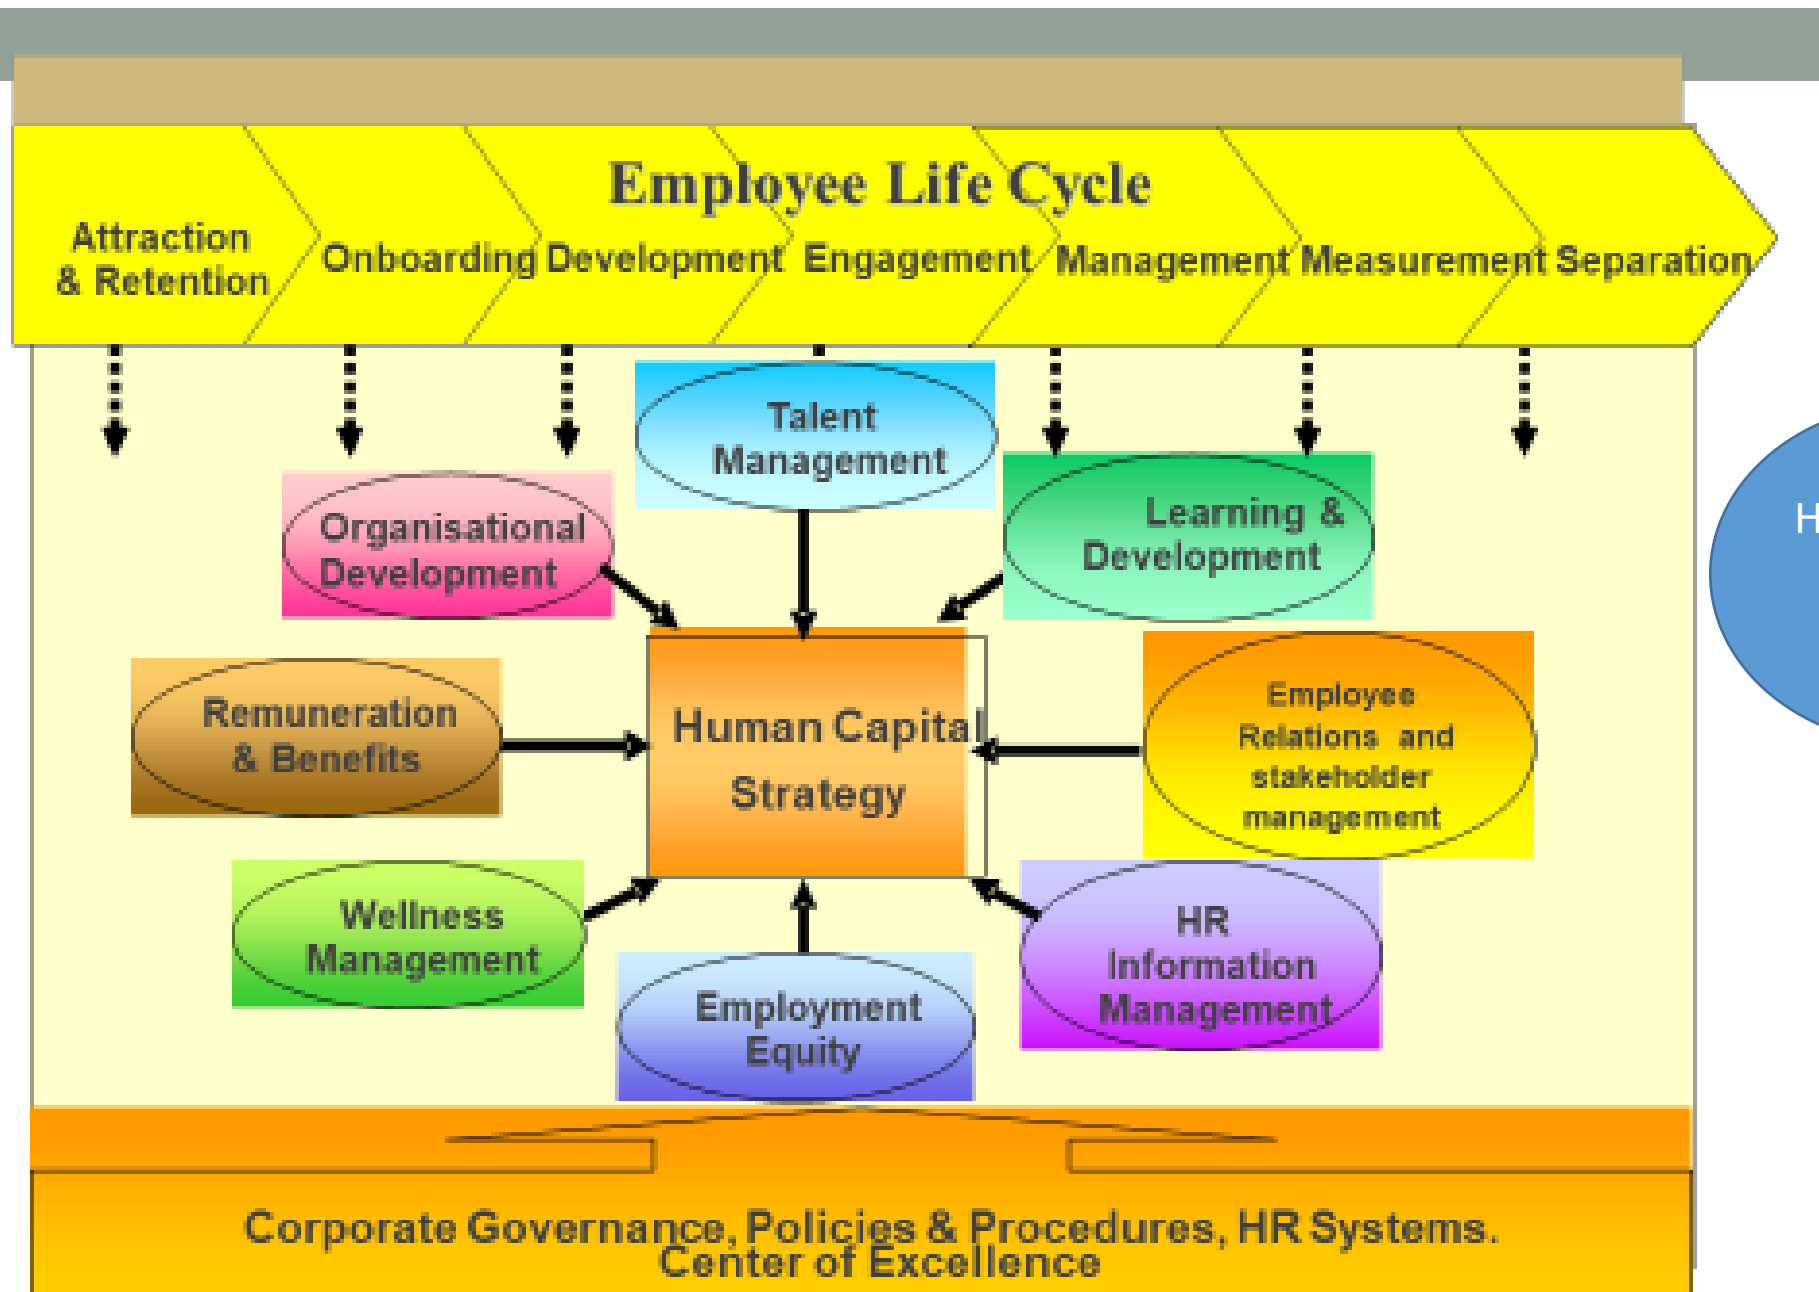 Employee Life Cycle
Attraction
& Retention
Onboarding
Development
Engagement
Management
Measurement
Separation
Talent
Management
Organisational
Development
Learning &
Development
Remuneration
& Benefits
Human Capital
Strategy
Employee
Relations and
stakeholder
management
Wellness
Management
HR
Information
Management
Employment
Equity
Corporate Governance, Policies & Procedures, HR Systems.
Center of Excellence